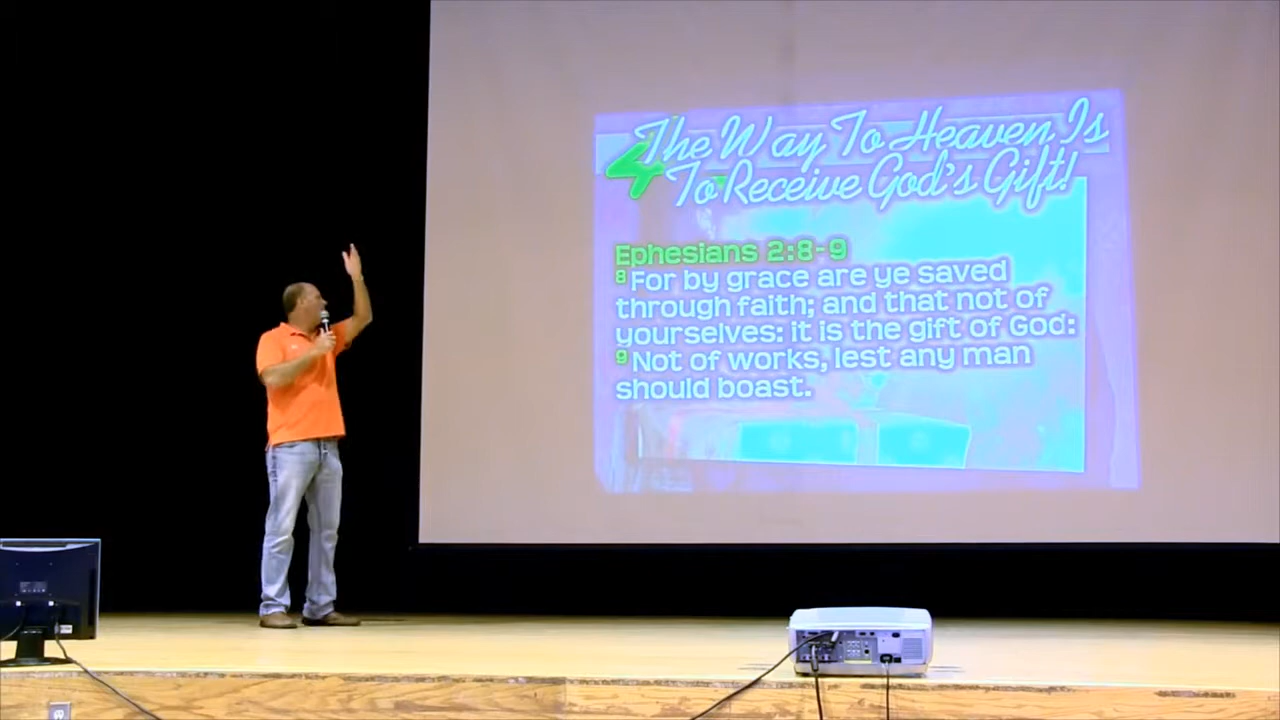 4 The Way To Heaven Is
To Receive God's Gift!
Ephesians 2:8-9
8 For by grace are ye saved
through faith; and that not of
yourselves: it is the gift of God:
9 Not of works, lest any man
should boast.